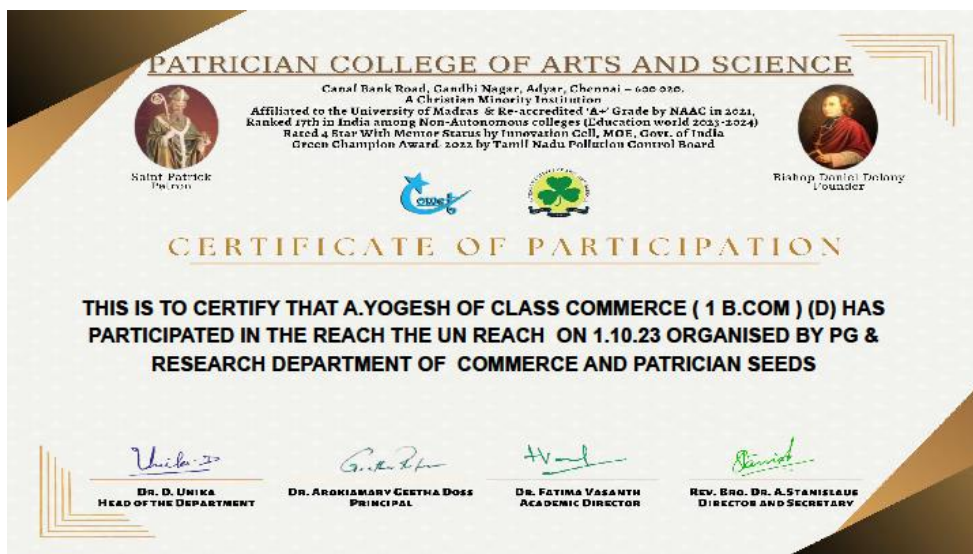 PATRICIAN COLLEGE OF ARTS AND SCIENCE
Canal Bank Road, Gandhi Nagar, Adyar, Chennai – 600 020.
A Christian Minority Institution
Affiliated to the University of Madras & Re-accredited 'A+' Grade by NAAC in 2021,
Ranked 17th in India among Non-Autonomous colleges (Education world 2023-2024)
Rated 4 Star With Mentor Status by Innovation Cell, MOE, Govt. of India
Green Champion Award 2022 by Tamil Nadu Pollution Control Board
Saint Patrick
Patron
Bishop Daniel Delany
Founder
CERTIFICATE OF PARTICIPATION
THIS IS TO CERTIFY THAT A.YOGESH OF CLASS COMMERCE ( 1 B.COM ) (D) HAS
PARTICIPATED IN THE REACH THE UN REACH ON 1.10.23 ORGANISED BY PG &
RESEARCH DEPARTMENT OF COMMERCE AND PATRICIAN SEEDS
Unika-D
DR. D. UNIKA
HEAD OF THE DEPARTMENT
DR. AROKIAMARY GEETHA DOSS
PRINCIPAL
DR. FATIMA VASANTH
ACADEMIC DIRECTOR
REV. BRO. DR. A.STANISLAUS
DIRECTOR AND SECRETARY